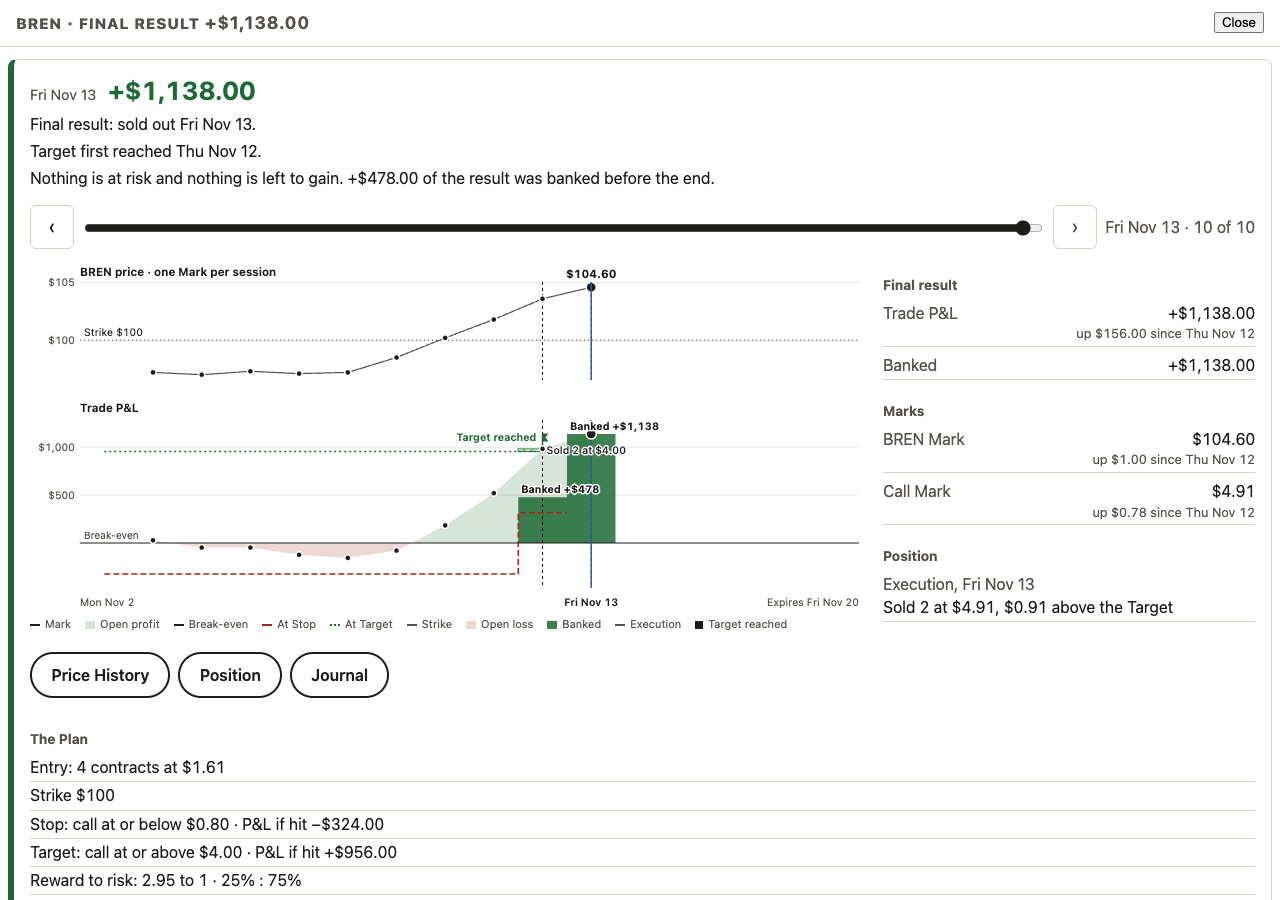 BREN · FINAL RESULT +$1,138.00
Close
Fri Nov 13 +$1,138.00
Final result: sold out Fri Nov 13.
Target first reached Thu Nov 12.
Nothing is at risk and nothing is left to gain. +$478.00 of the result was banked before the end.
‹
›
Fri Nov 13 · 10 of 10
BREN price · one Mark per session
$104.60
$105
Strike $100
$100
Trade P&L
Banked +$1,138
Target reached
$1,000
Sold 2 at $4.00
Banked +$478
$500
Break-even
Mon Nov 2
Fri Nov 13
Expires Fri Nov 20
Mark
Open profit
Break-even
At Stop
At Target
Strike
Open loss
Banked
Execution
Target reached
Final result
Trade P&L +$1,138.00
up $156.00 since Thu Nov 12
Banked +$1,138.00
Marks
BREN Mark $104.60
up $1.00 since Thu Nov 12
Call Mark $4.91
up $0.78 since Thu Nov 12
Position
Execution, Fri Nov 13
Sold 2 at $4.91, $0.91 above the Target
Price History
Position
Journal
The Plan
Entry: 4 contracts at $1.61
Strike $100
Stop: call at or below $0.80 · P&L if hit −$324.00
Target: call at or above $4.00 · P&L if hit +$956.00
Reward to risk: 2.95 to 1 · 25% : 75%